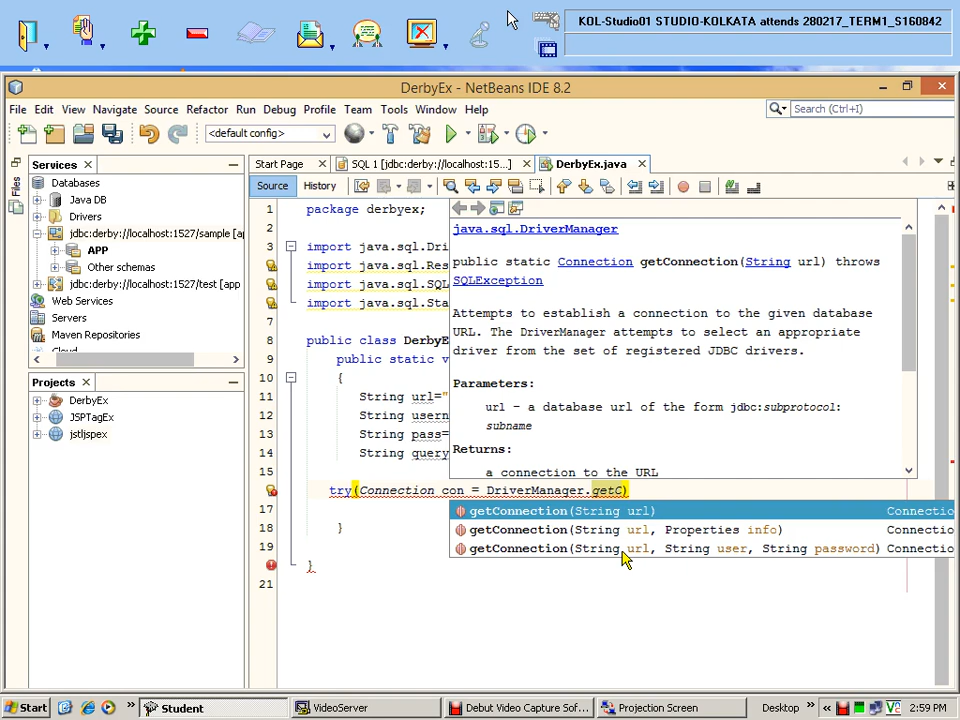 KOL-Studio01 STUDIO-KOLKATA attends 280217_TERM1_S160842
DerbyEx - NetBeans IDE 8.2
File Edit View Navigate Source Refactor Run Debug Profile Team Tools Window Help
Search (Ctrl+I)
<default config>
Services
Files
Databases
Java DB
Drivers
jdbc:derby://localhost:1527/sample [ap
APP
Other schemas
jdbc:derby://localhost:1527/test [app
Web Services
Servers
Maven Repositories
Cloud
Projects
DerbyEx
JSPTagEx
jstljspex
Start Page SQL 1 [jdbc:derby://localhost:15...] DerbyEx.java
Source History
1 package derbyex;
2
3 import java.sql.Dri
import java.sql.Res
import java.sql.SQL
import java.sql.Sta
7
8 public class DerbyE
9 public static v
10 {
11 String url="
12 String usern
13 String pass=
14 String query
15
try(Connection con = DriverManager.getC)
17
18 }
19
}
21
java.sql.DriverManager
public static Connection getConnection(String url) throws
SQLException
Attempts to establish a connection to the given database
URL. The DriverManager attempts to select an appropriate
driver from the set of registered JDBC drivers.
Parameters:
url - a database url of the form jdbc:subprotocol:
subname
Returns:
a connection to the URL
getConnection(String url) Connectio
getConnection(String url, Properties info) Connectio
getConnection(String url, String user, String password) Connectio
Start Student VideoServer Debut Video Capture Sof... Projection Screen Desktop 2:59 PM